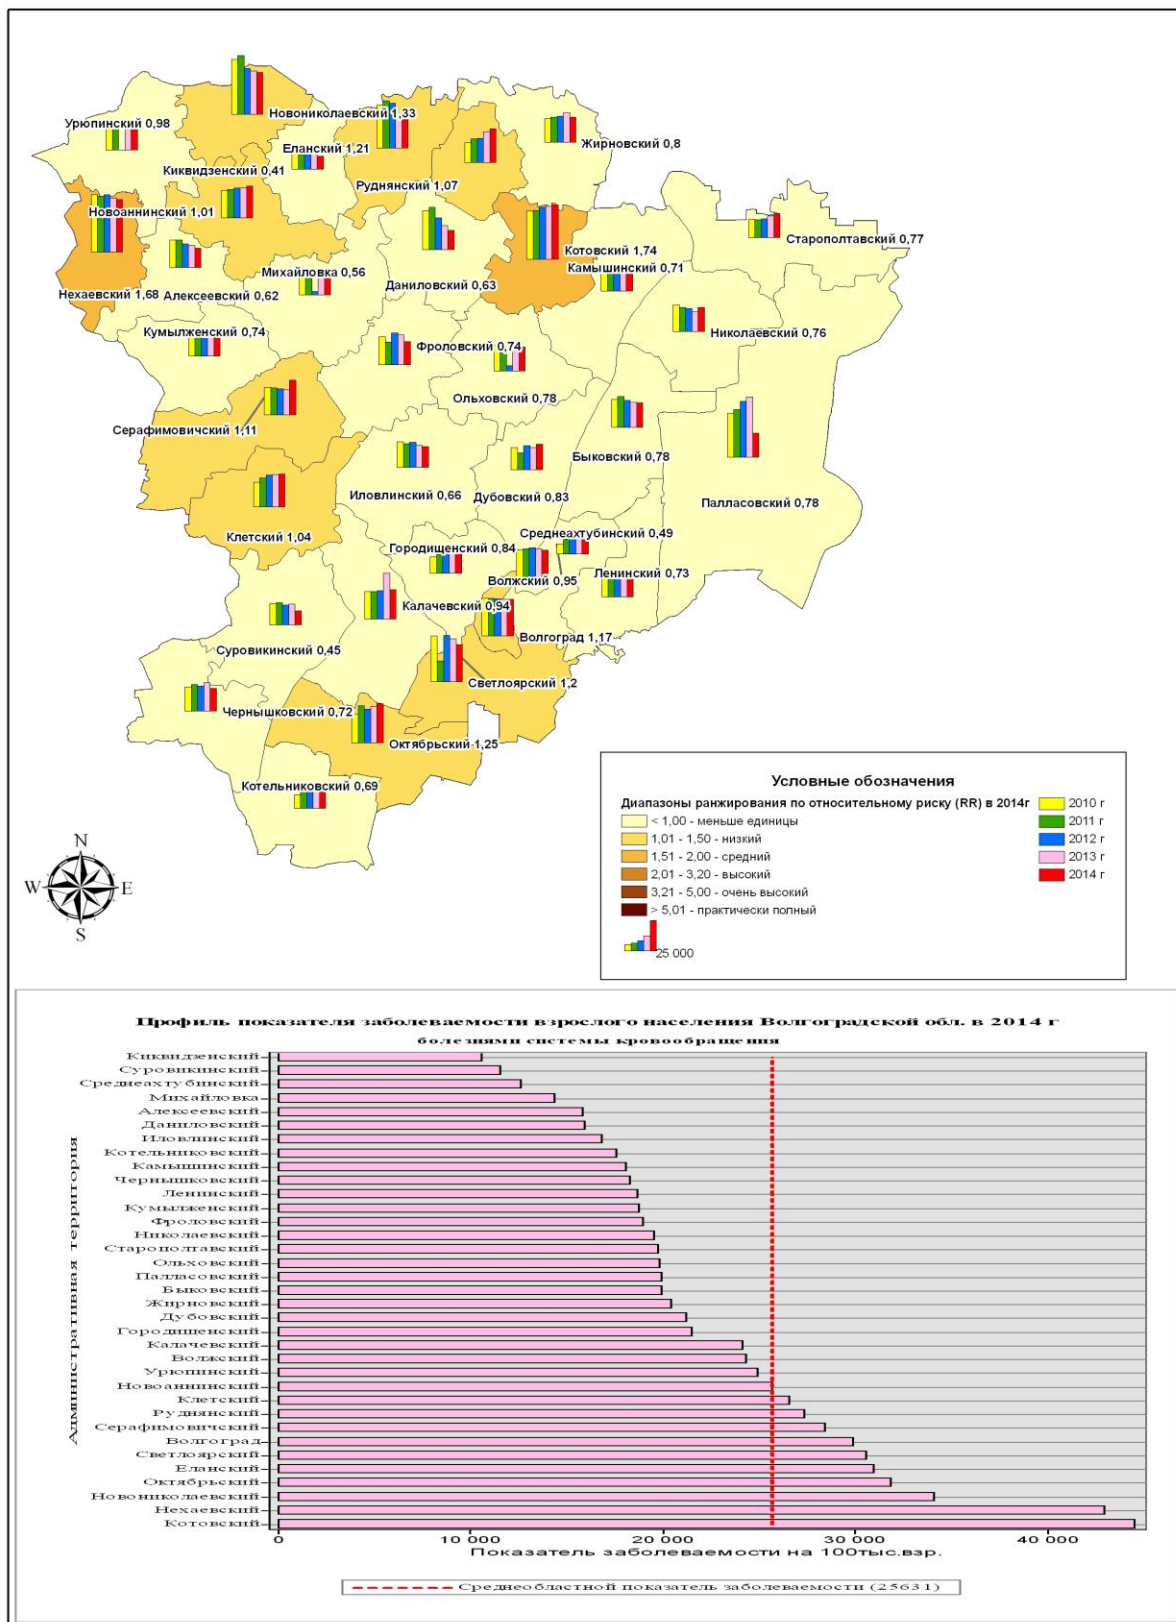 Новониколаевский 1,33
Урюпинский 0,98
Еланский 1,21
Жирновский 0,8
Киквидзенский 0,41
Руднянский 1,07
Новоаннинский 1,01
Старополтавский 0,77
Котовский 1,74
Михайловка 0,56
Камышинский 0,71
Даниловский 0,63
Нехаевский 1,68
Алексеевский 0,62
Кумылженский 0,74
Николаевский 0,76
Фроловский 0,74
Ольховский 0,78
Серафимовичский 1,11
Быковский 0,78
Иловлинский 0,66
Дубовский 0,83
Палласовский 0,78
Клетский 1,04
Среднеахтубинский 0,49
Городищенский 0,84
Волжский 0,95
Ленинский 0,73
Калачевский 0,94
Волгоград 1,17
Суровикинский 0,45
Светлоярский 1,2
Чернышковский 0,72
Октябрьский 1,25
Котельниковский 0,69
N
W E
S
Условные обозначения
Диапазоны ранжирования по относительному риску (RR) в 2014г
< 1,00 - меньше единицы
1,01 - 1,50 - низкий
1,51 - 2,00 - средний
2,01 - 3,20 - высокий
3,21 - 5,00 - очень высокий
> 5,01 - практически полный
25 000
2010 г
2011 г
2012 г
2013 г
2014 г
Профиль показателя заболеваемости взрослого населения Волгоградской обл. в 2014 г
болезнями системы кровообращения
Административная территория
Киквидзенский
Суровикинский
Среднеахтубинский
Михайловка
Алексеевский
Даниловский
Иловлинский
Котельниковский
Камышинский
Чернышковский
Ленинский
Кумылженский
Фроловский
Николаевский
Старополтавский
Ольховский
Палласовский
Быковский
Жирновский
Дубовский
Городищенский
Калачевский
Волжский
Урюпинский
Новоаннинский
Клетский
Руднянский
Серафимовичский
Волгоград
Светлоярский
Еланский
Октябрьский
Новониколаевский
Нехаевский
Котовский
0 10 000 20 000 30 000 40 000
Показатель заболеваемости на 100тыс.взр.
Среднеобластной показатель заболеваемости (25631)